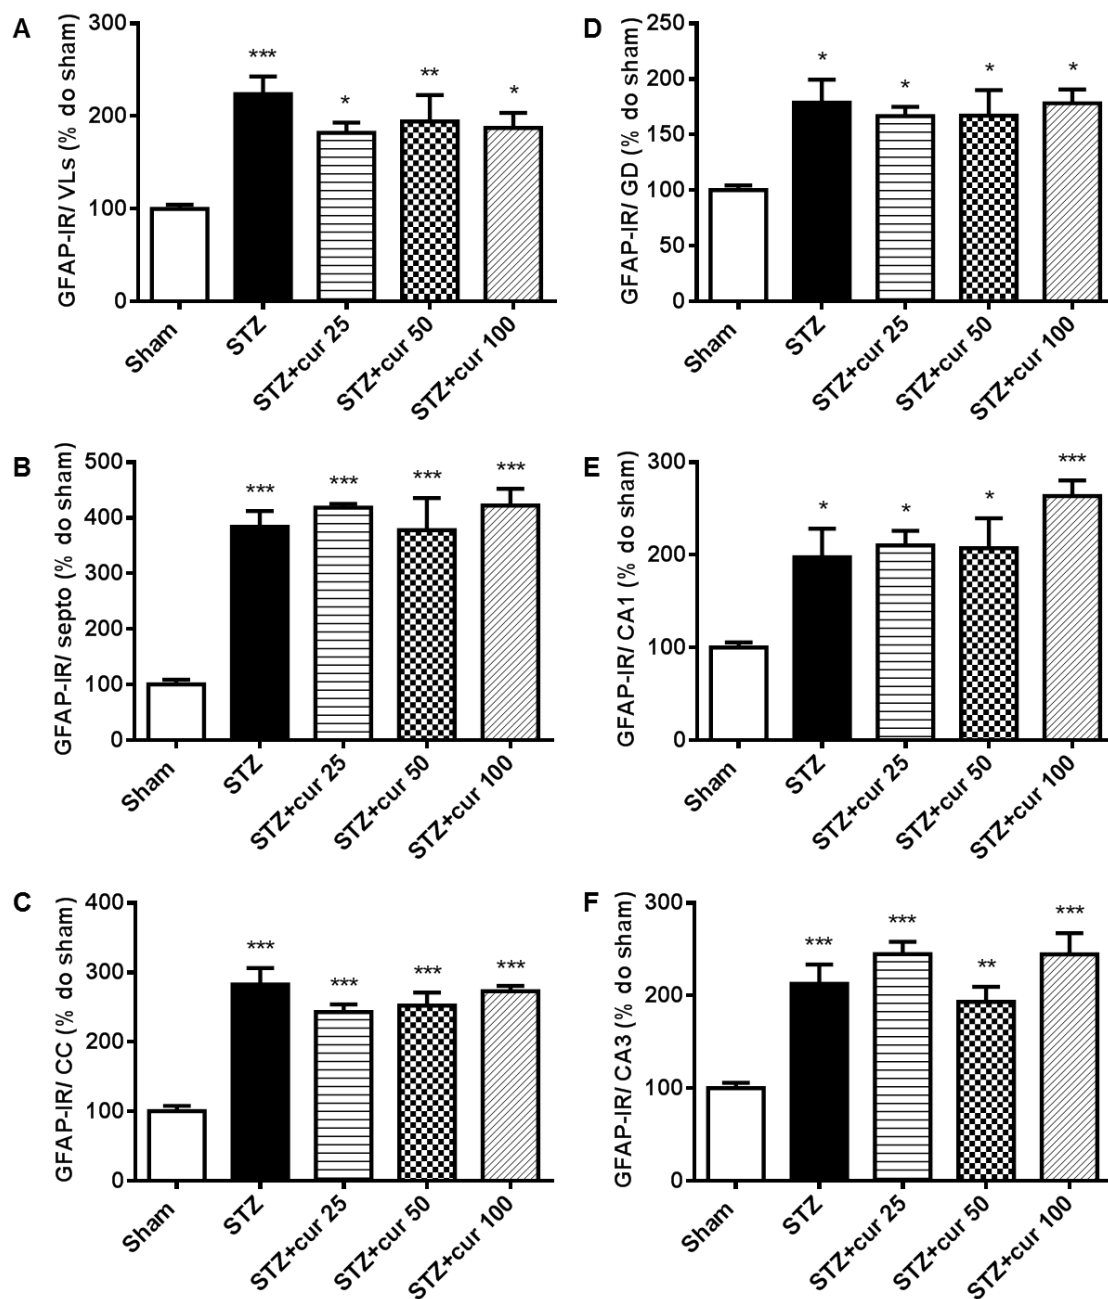 A
GFAP-IR/ VLs (% do sham)
300
200
100
0
***
*
**
*
Sham
STZ
STZ+cur 25
STZ+cur 50
STZ+cur 100
D
GFAP-IR/ GD (% do sham)
250
200
150
100
50
0
*
*
*
*
Sham
STZ
STZ+cur 25
STZ+cur 50
STZ+cur 100
B
GFAP-IR/ septo (% do sham)
500
400
300
200
100
0
***
***
***
***
Sham
STZ
STZ+cur 25
STZ+cur 50
STZ+cur 100
E
GFAP-IR/ CA1 (% do sham)
300
200
100
0
*
*
*
***
Sham
STZ
STZ+cur 25
STZ+cur 50
STZ+cur 100
C
GFAP-IR/ CC (% do sham)
400
300
200
100
0
***
***
***
***
Sham
STZ
STZ+cur 25
STZ+cur 50
STZ+cur 100
F
GFAP-IR/ CA3 (% do sham)
300
200
100
0
***
***
**
***
Sham
STZ
STZ+cur 25
STZ+cur 50
STZ+cur 100